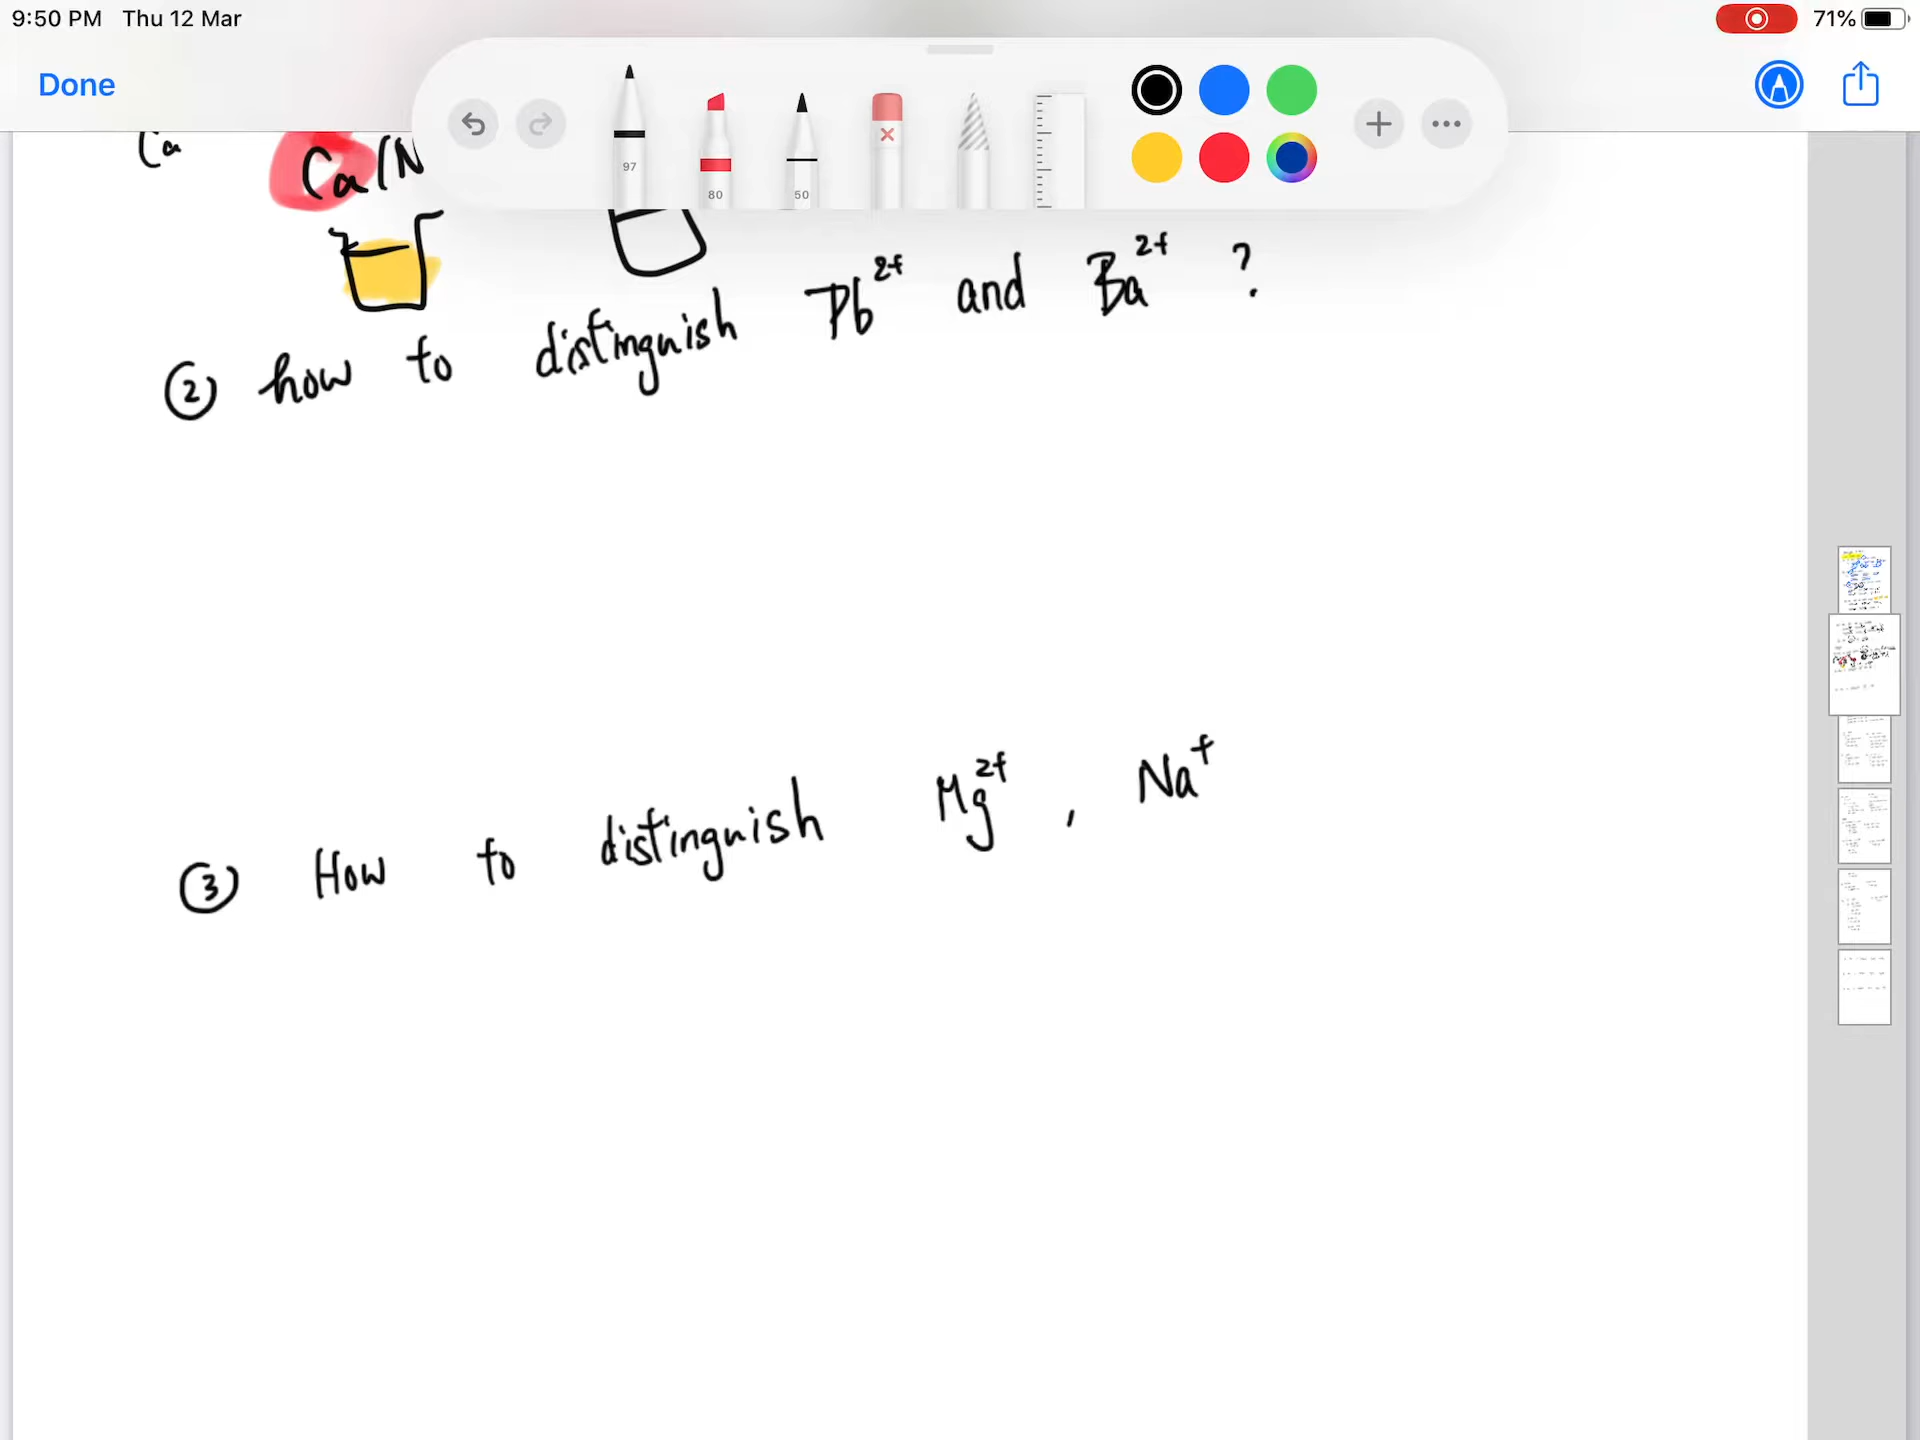 9:50 PM Thu 12 Mar
71%
Done
97
80
50
Ca
Ca(N
② how to distinguish Pb²⁺ and Ba²⁺ ?
③ How to distinguish Mg²⁺ , Na⁺